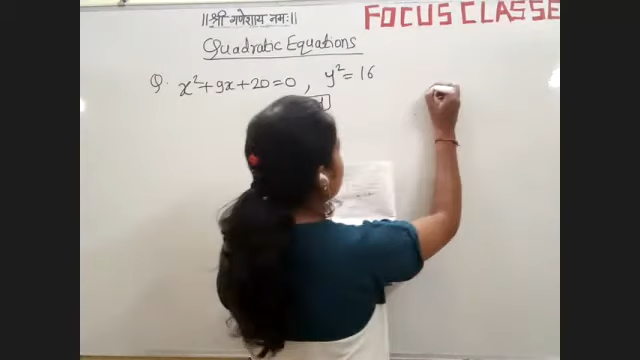 ||श्री गणेशाय नमः||
FOCUS CLASSE
Quadratic Equations
Q. x²+9x+20=0, y²=16